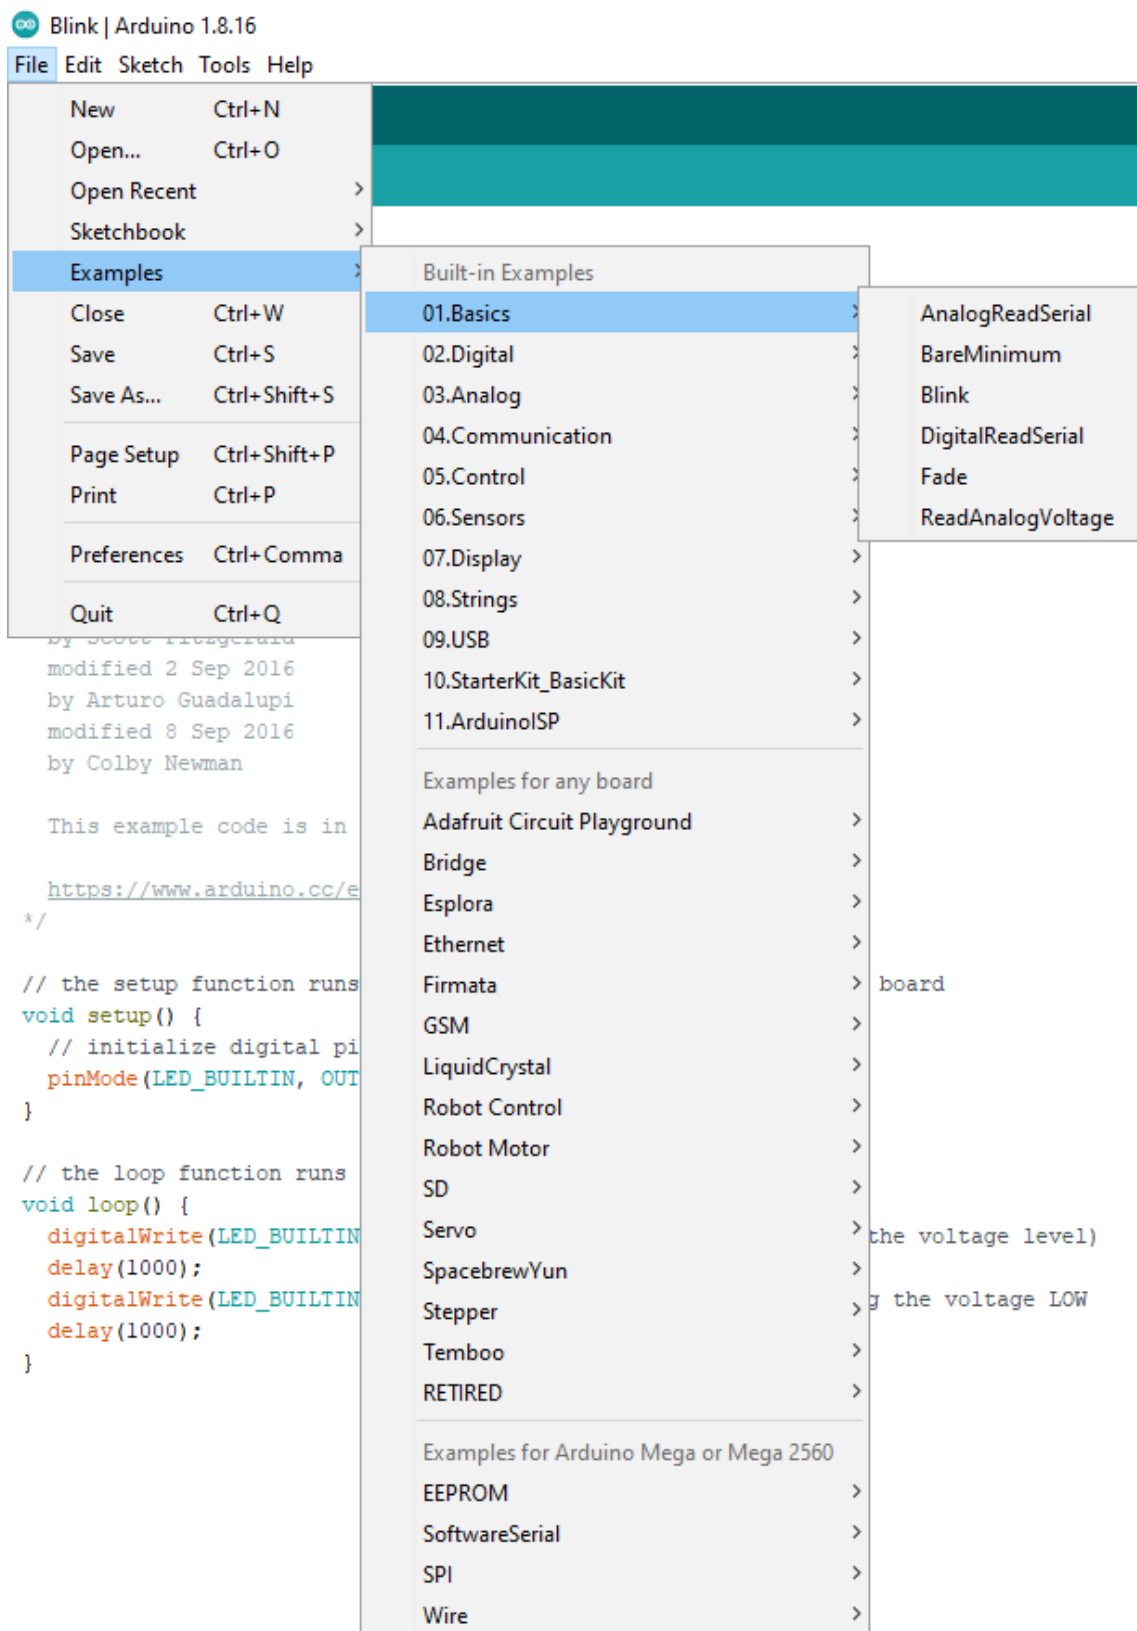 Blink | Arduino 1.8.16
File Edit Sketch Tools Help
New Ctrl+N
Open... Ctrl+O
Open Recent
Sketchbook
Examples
Close Ctrl+W
Save Ctrl+S
Save As... Ctrl+Shift+S
Page Setup Ctrl+Shift+P
Print Ctrl+P
Preferences Ctrl+Comma
Quit Ctrl+Q
Built-in Examples
01.Basics
02.Digital
03.Analog
04.Communication
05.Control
06.Sensors
07.Display
08.Strings
09.USB
10.StarterKit_BasicKit
11.ArduinoISP
Examples for any board
Adafruit Circuit Playground
Bridge
Esplora
Ethernet
Firmata
GSM
LiquidCrystal
Robot Control
Robot Motor
SD
Servo
SpacebrewYun
Stepper
Temboo
RETIRED
Examples for Arduino Mega or Mega 2560
EEPROM
SoftwareSerial
SPI
Wire
AnalogReadSerial
BareMinimum
Blink
DigitalReadSerial
Fade
ReadAnalogVoltage
by Scott Fitzgerald
modified 2 Sep 2016
by Arturo Guadalupi
modified 8 Sep 2016
by Colby Newman
This example code is in
https://www.arduino.cc/e
*/
// the setup function runs board
void setup() {
// initialize digital pi
pinMode(LED_BUILTIN, OUT
}
// the loop function runs
void loop() {
digitalWrite(LED_BUILTIN the voltage level)
delay(1000);
digitalWrite(LED_BUILTIN g the voltage LOW
delay(1000);
}